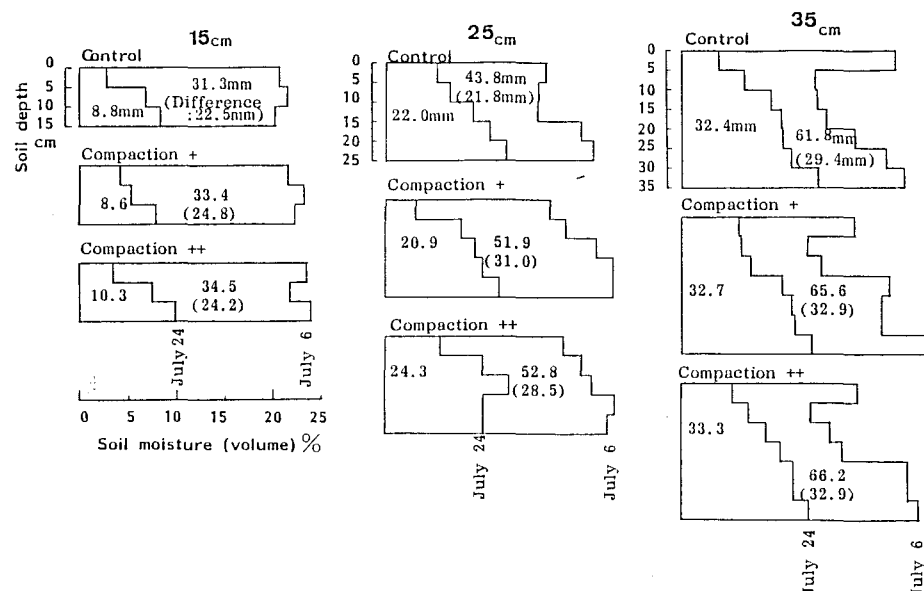 15cm
Control
0
5
10
15
Soil depth
cm
31.3mm
(Difference
:22.5mm)
8.8mm
Compaction +
8.6
33.4
(24.8)
Compaction ++
10.3
34.5
(24.2)
July 24
July 6
0 5 10 15 20 25
Soil moisture (volume) %
25cm
Control
0
5
10
15
20
25
43.8mm
(21.8mm)
22.0mm
Compaction +
20.9
51.9
(31.0)
Compaction ++
24.3
52.8
(28.5)
July 24
July 6
35cm
Control
0
5
10
15
20
25
30
35
32.4mm
61.8mm
(29.4mm)
Compaction +
32.7
65.6
(32.9)
Compaction ++
33.3
66.2
(32.9)
July 24
July 6